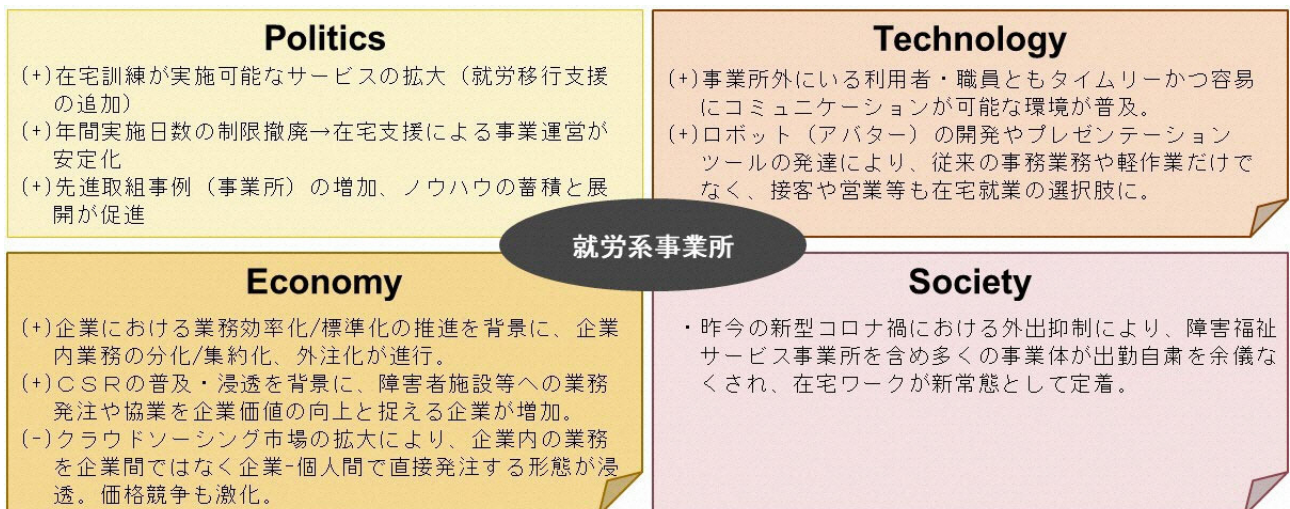 Politics
(+)在宅訓練が実施可能なサービスの拡大（就労移行支援
の追加）
(+)年間実施日数の制限撤廃→在宅支援による事業運営が
安定化
(+)先進取組事例（事業所）の増加、ノウハウの蓄積と展
開が促進
Technology
(+)事業所外にいる利用者・職員ともタイムリーかつ容易
にコミュニケーションが可能な環境が普及。
(+)ロボット（アバター）の開発やプレゼンテーション
ツールの発達により、従来の事務業務や軽作業だけで
なく、接客や営業等も在宅就業の選択肢に。
就労系事業所
Economy
(+)企業における業務効率化/標準化の推進を背景に、企業
内業務の分化/集約化、外注化が進行。
(+)ＣＳＲの普及・浸透を背景に、障害者施設等への業務
発注や協業を企業価値の向上と捉える企業が増加。
(-)クラウドソーシング市場の拡大により、企業内の業務
を企業間ではなく企業-個人間で直接発注する形態が浸
透。価格競争も激化。
Society
・昨今の新型コロナ禍における外出抑制により、障害福祉
サービス事業所を含め多くの事業体が出勤自粛を余儀な
くされ、在宅ワークが新常態として定着。